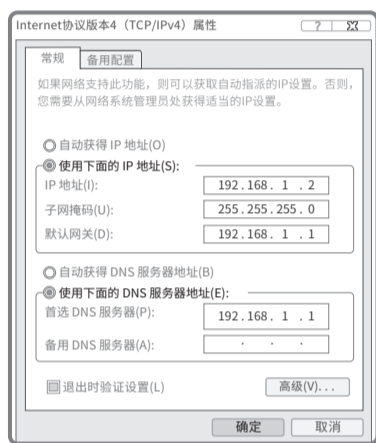 Internet协议版本4（TCP/IPv4）属性
常规 备用配置
如果网络支持此功能，则可以获取自动指派的IP设置。否则，
您需要从网络系统管理员处获得适当的IP设置。
自动获得 IP 地址(O)
使用下面的 IP 地址(S):
IP 地址(I): 192.168. 1 . 2
子网掩码(U): 255.255.255. 0
默认网关(D): 192.168. 1 . 1
自动获得 DNS 服务器地址(B)
使用下面的 DNS 服务器地址(E):
首选 DNS 服务器(P): 192.168. 1 . 1
备用 DNS 服务器(A): . . .
退出时验证设置(L) 高级(V)...
确定 取消